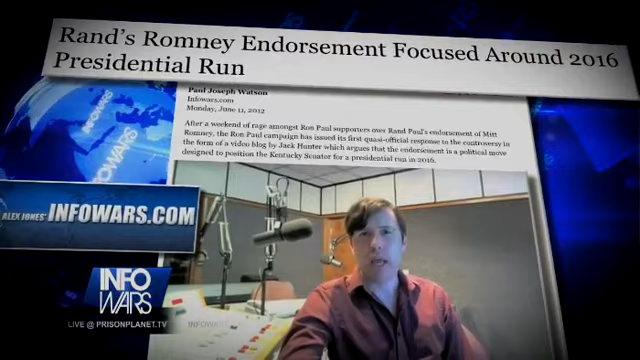 Rand's Romney Endorsement Focused Around 2016
Presidential Run
Paul Joseph Watson
Infowars.com
Monday, June 11, 2012
After a weekend of rage amongst Ron Paul supporters over Rand Paul's endorsement of Mitt
Romney, the Ron Paul campaign has issued its first quasi-official response to the controversy in
the form of a video blog by Jack Hunter which argues that the endorsement is a political move
designed to position the Kentucky Senator for a presidential run in 2016.
INFOWARS
INFOWARS
ALEX JONES' INFOWARS.COM
INFO
WARS
LIVE @ PRISONPLANET.TV
INFOWARS